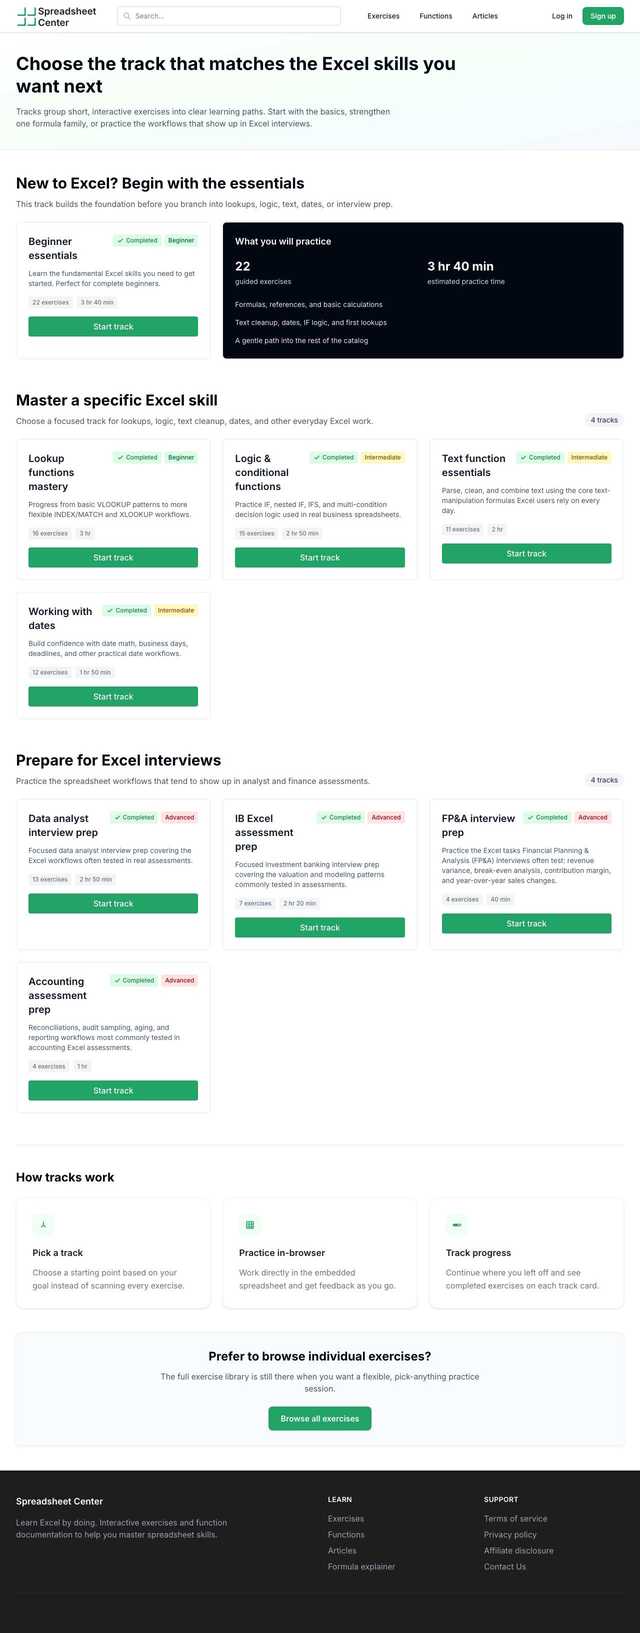 Spreadsheet
Center
Search...
Exercises
Functions
Articles
Log in
Sign up
Choose the track that matches the Excel skills you
want next
Tracks group short, interactive exercises into clear learning paths. Start with the basics, strengthen
one formula family, or practice the workflows that show up in Excel interviews.
New to Excel? Begin with the essentials
This track builds the foundation before you branch into lookups, logic, text, dates, or interview prep.
Beginner
essentials
Completed
Beginner
Learn the fundamental Excel skills you need to get
started. Perfect for complete beginners.
22 exercises
3 hr 40 min
Start track
What you will practice
22
guided exercises
3 hr 40 min
estimated practice time
Formulas, references, and basic calculations
Text cleanup, dates, IF logic, and first lookups
A gentle path into the rest of the catalog
Master a specific Excel skill
Choose a focused track for lookups, logic, text cleanup, dates, and other everyday Excel work.
4 tracks
Lookup
functions
mastery
Completed
Beginner
Progress from basic VLOOKUP patterns to more
flexible INDEX/MATCH and XLOOKUP workflows.
16 exercises
3 hr
Start track
Logic &
conditional
functions
Completed
Intermediate
Practice IF, nested IF, IFS, and multi-condition
decision logic used in real business spreadsheets.
15 exercises
2 hr 50 min
Start track
Text function
essentials
Completed
Intermediate
Parse, clean, and combine text using the core text-
manipulation formulas Excel users rely on every
day.
11 exercises
2 hr
Start track
Working with
dates
Completed
Intermediate
Build confidence with date math, business days,
deadlines, and other practical date workflows.
12 exercises
1 hr 50 min
Start track
Prepare for Excel interviews
Practice the spreadsheet workflows that tend to show up in analyst and finance assessments.
4 tracks
Data analyst
interview prep
Completed
Advanced
Focused data analyst interview prep covering the
Excel workflows often tested in real assessments.
13 exercises
2 hr 50 min
Start track
IB Excel
assessment
prep
Completed
Advanced
Focused investment banking interview prep
covering the valuation and modeling patterns
commonly tested in assessments.
7 exercises
2 hr 20 min
Start track
FP&A interview
prep
Completed
Advanced
Practice the Excel tasks Financial Planning &
Analysis (FP&A) interviews often test: revenue
variance, break-even analysis, contribution margin,
and year-over-year sales changes.
4 exercises
40 min
Start track
Accounting
assessment
prep
Completed
Advanced
Reconciliations, audit sampling, aging, and
reporting workflows most commonly tested in
accounting Excel assessments.
4 exercises
1 hr
Start track
How tracks work
Pick a track
Choose a starting point based on your
goal instead of scanning every exercise.
Practice in-browser
Work directly in the embedded
spreadsheet and get feedback as you go.
Track progress
Continue where you left off and see
completed exercises on each track card.
Prefer to browse individual exercises?
The full exercise library is still there when you want a flexible, pick-anything practice
session.
Browse all exercises
Spreadsheet Center
Learn Excel by doing. Interactive exercises and function
documentation to help you master spreadsheet skills.
LEARN
Exercises
Functions
Articles
Formula explainer
SUPPORT
Terms of service
Privacy policy
Affiliate disclosure
Contact Us